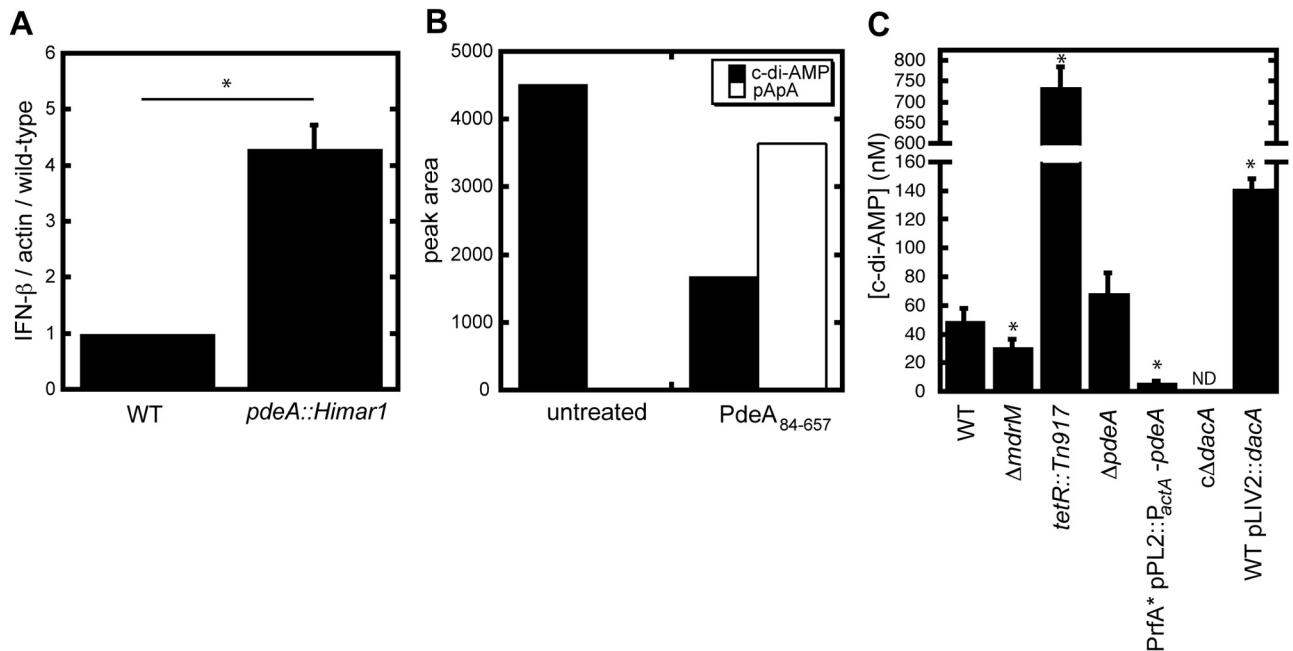 A
IFN-β / actin / wild-type
6
5
4
3
2
1
0
*
WT
pdeA::Himar1
B
peak area
5000
4000
3000
2000
1000
0
c-di-AMP
pApA
untreated
PdeA84-657
C
[c-di-AMP] (nM)
800
750
700
650
600
160
140
120
100
80
60
40
20
0
*
*
*
ND
*
WT
ΔmdrM
tetR::Tn917
ΔpdeA
PrfA* pPL2::PactA -pdeA
cΔdacA
WT pLIV2::dacA